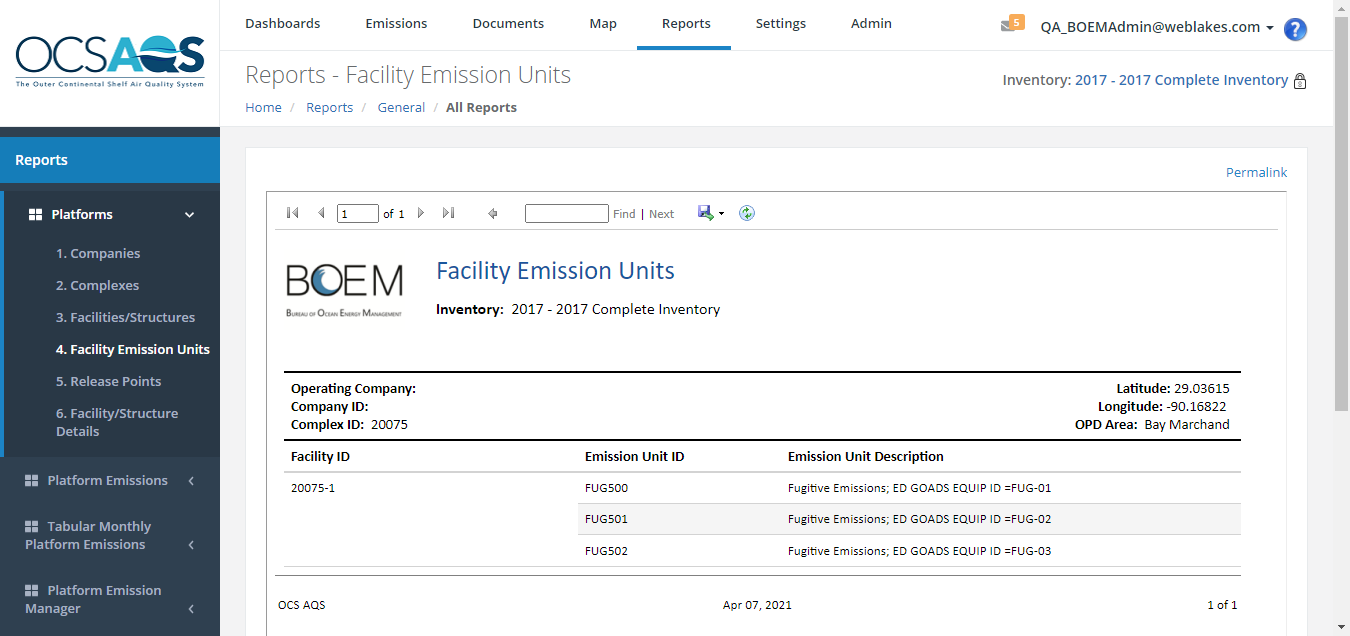 OCSAQS
The Outer Continental Shelf Air Quality System
Dashboards Emissions Documents Map Reports Settings Admin
5 QA_BOEMAdmin@weblakes.com ?
Reports - Facility Emission Units
Inventory: 2017 - 2017 Complete Inventory
Home / Reports / General / All Reports
Reports
Platforms
1. Companies
2. Complexes
3. Facilities/Structures
4. Facility Emission Units
5. Release Points
6. Facility/Structure
Details
Platform Emissions
Tabular Monthly
Platform Emissions
Platform Emission
Manager
Permalink
1 of 1 Find | Next
BOEM
Bureau of Ocean Energy Management
Facility Emission Units
Inventory: 2017 - 2017 Complete Inventory
Operating Company: Latitude: 29.03615
Company ID: Longitude: -90.16822
Complex ID: 20075 OPD Area: Bay Marchand
Facility ID Emission Unit ID Emission Unit Description
20075-1 FUG500 Fugitive Emissions; ED GOADS EQUIP ID =FUG-01
FUG501 Fugitive Emissions; ED GOADS EQUIP ID =FUG-02
FUG502 Fugitive Emissions; ED GOADS EQUIP ID =FUG-03
OCS AQS Apr 07, 2021 1 of 1